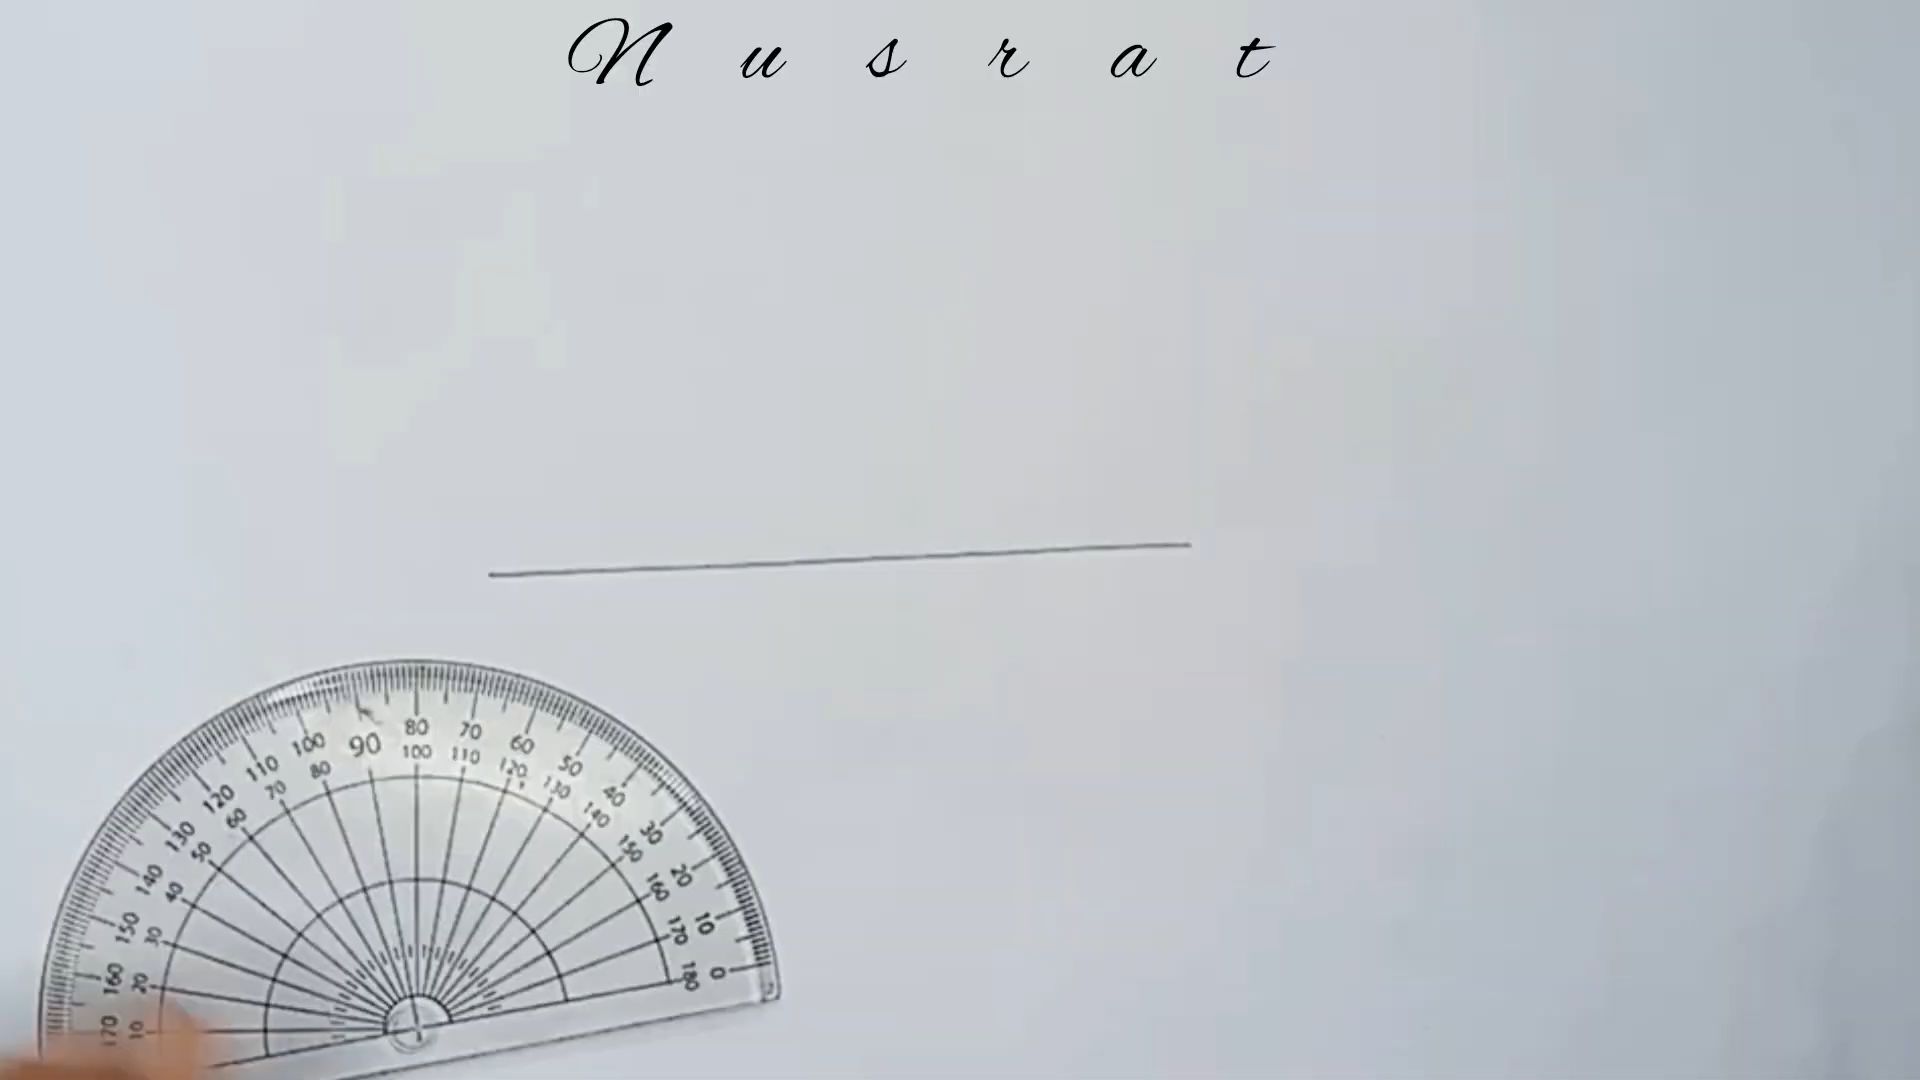 N u s r a t
80 70 60 50 40 30 20 10 0
90
100 110 120 130 140 150 160 170
100 110 120 130 140 150 160 170 180
80 70 60 50 40 30 20 10